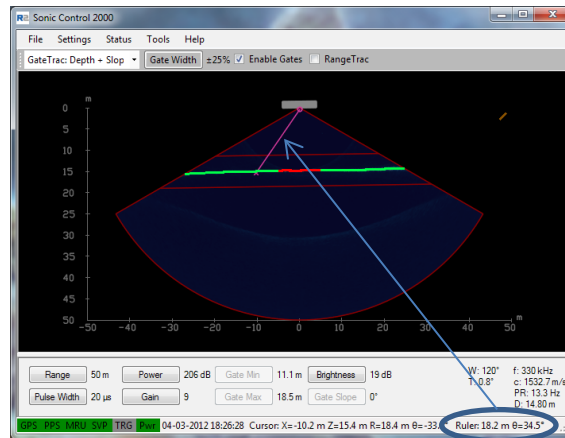 R2 Sonic Control 2000
File Settings Status Tools Help
GateTrac: Depth + Slop Gate Width ±25% Enable Gates RangeTrac
m
0
5
10
15
20
25
30
35
40
45
50
-50 -40 -30 -20 -10 0 10 20 30 40 50 m
Range 50 m Power 206 dB Gate Min 11.1 m Brightness 19 dB W: 120° f: 330 kHz
Pulse Width 20 µs Gain 9 Gate Max 18.5 m Gate Slope 0° T: 0.8° c: 1532.7 m/s
PR: 13.3 Hz
D: 14.80 m
GPS PPS MRU SVP TRG Pwr 04-03-2012 18:26:28 Cursor: X=-10.2 m Z=15.4 m R=18.4 m θ=-33. Ruler: 18.2 m θ=34.5°